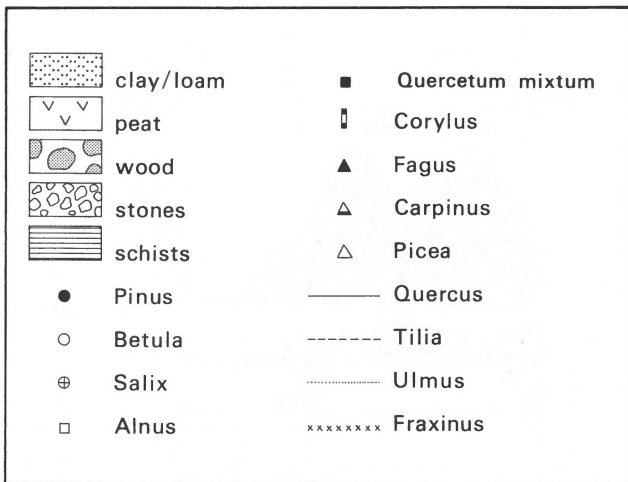 clay/loam
peat
wood
stones
schists
Pinus
Betula
Salix
Alnus
Quercetum mixtum
Corylus
Fagus
Carpinus
Picea
Quercus
Tilia
Ulmus
Fraxinus